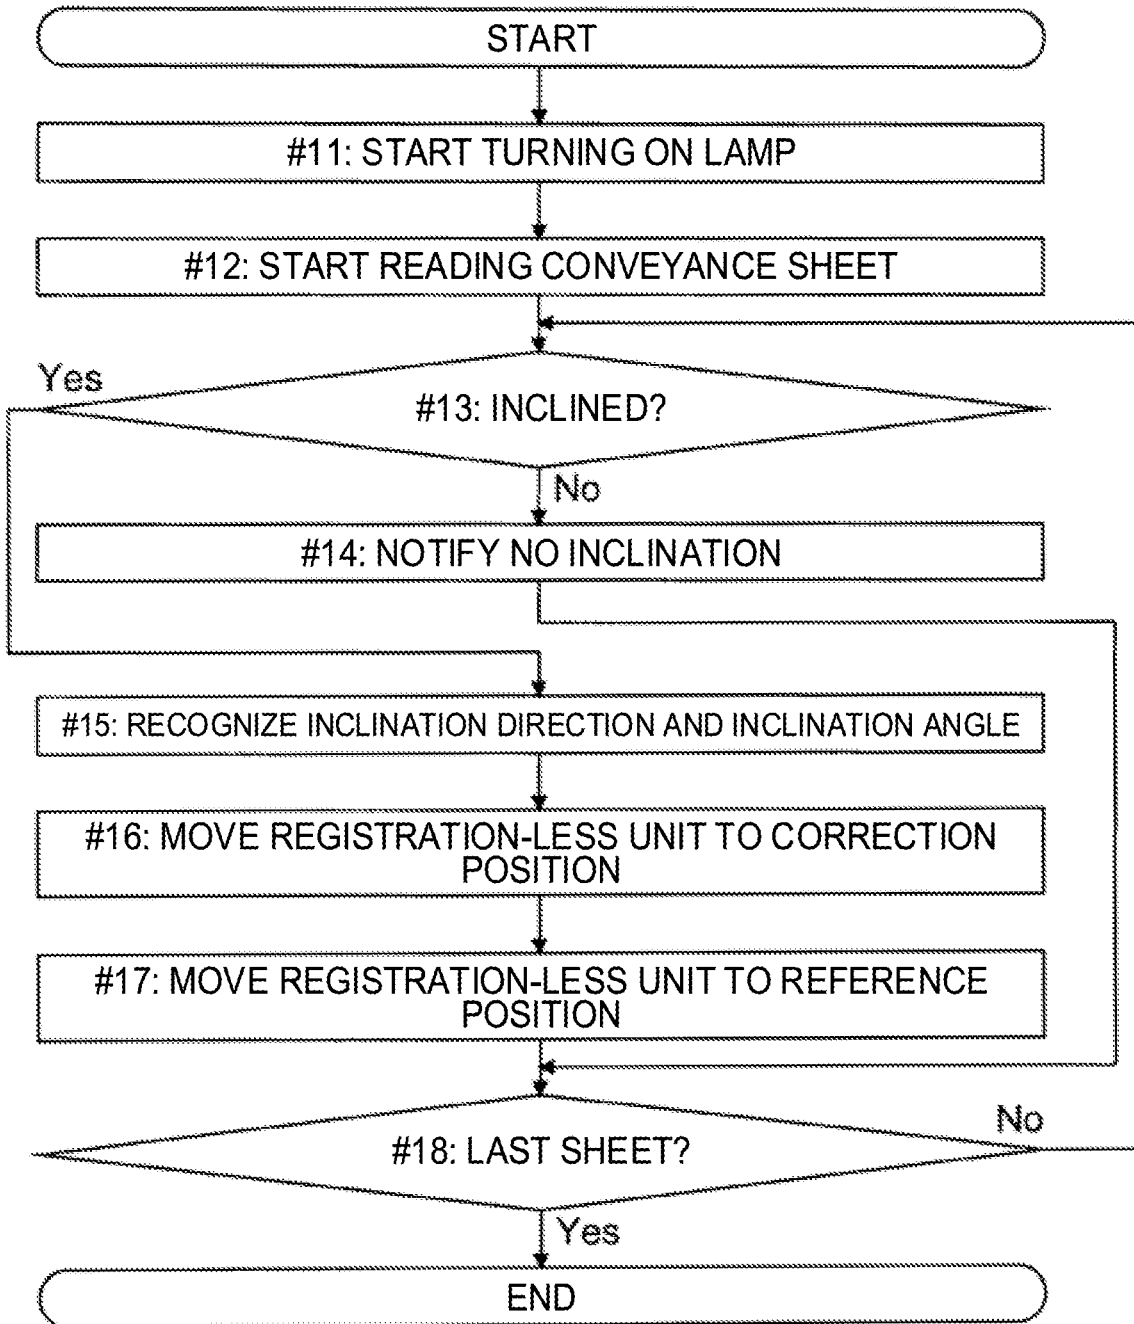 START
#11: START TURNING ON LAMP
#12: START READING CONVEYANCE SHEET
Yes
#13: INCLINED?
No
#14: NOTIFY NO INCLINATION
#15: RECOGNIZE INCLINATION DIRECTION AND INCLINATION ANGLE
#16: MOVE REGISTRATION-LESS UNIT TO CORRECTION
POSITION
#17: MOVE REGISTRATION-LESS UNIT TO REFERENCE
POSITION
No
#18: LAST SHEET?
Yes
END